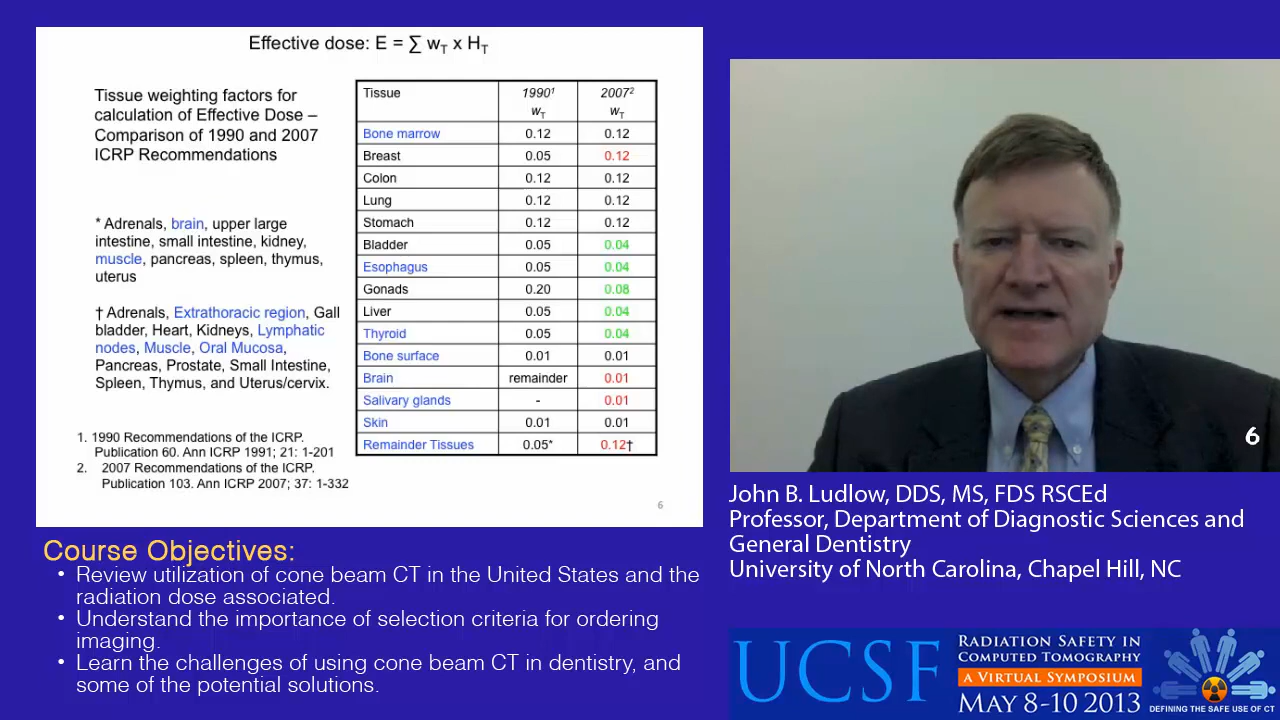 Effective dose: E = ∑ wT x HT
Tissue weighting factors for
calculation of Effective Dose –
Comparison of 1990 and 2007
ICRP Recommendations
* Adrenals, brain, upper large
intestine, small intestine, kidney,
muscle, pancreas, spleen, thymus,
uterus
† Adrenals, Extrathoracic region, Gall
bladder, Heart, Kidneys, Lymphatic
nodes, Muscle, Oral Mucosa,
Pancreas, Prostate, Small Intestine,
Spleen, Thymus, and Uterus/cervix.
1. 1990 Recommendations of the ICRP.
Publication 60. Ann ICRP 1991; 21: 1-201
2. 2007 Recommendations of the ICRP.
Publication 103. Ann ICRP 2007; 37: 1-332
Tissue 1990¹ 2007²
wT wT
Bone marrow 0.12 0.12
Breast 0.05 0.12
Colon 0.12 0.12
Lung 0.12 0.12
Stomach 0.12 0.12
Bladder 0.05 0.04
Esophagus 0.05 0.04
Gonads 0.20 0.08
Liver 0.05 0.04
Thyroid 0.05 0.04
Bone surface 0.01 0.01
Brain remainder 0.01
Salivary glands - 0.01
Skin 0.01 0.01
Remainder Tissues 0.05* 0.12†
6
Course Objectives:
• Review utilization of cone beam CT in the United States and the
radiation dose associated.
• Understand the importance of selection criteria for ordering
imaging.
• Learn the challenges of using cone beam CT in dentistry, and
some of the potential solutions.
6
John B. Ludlow, DDS, MS, FDS RSCEd
Professor, Department of Diagnostic Sciences and
General Dentistry
University of North Carolina, Chapel Hill, NC
UCSF
Radiation Safety in
Computed Tomography
A Virtual Symposium
May 8-10 2013
DEFINING THE SAFE USE OF CT